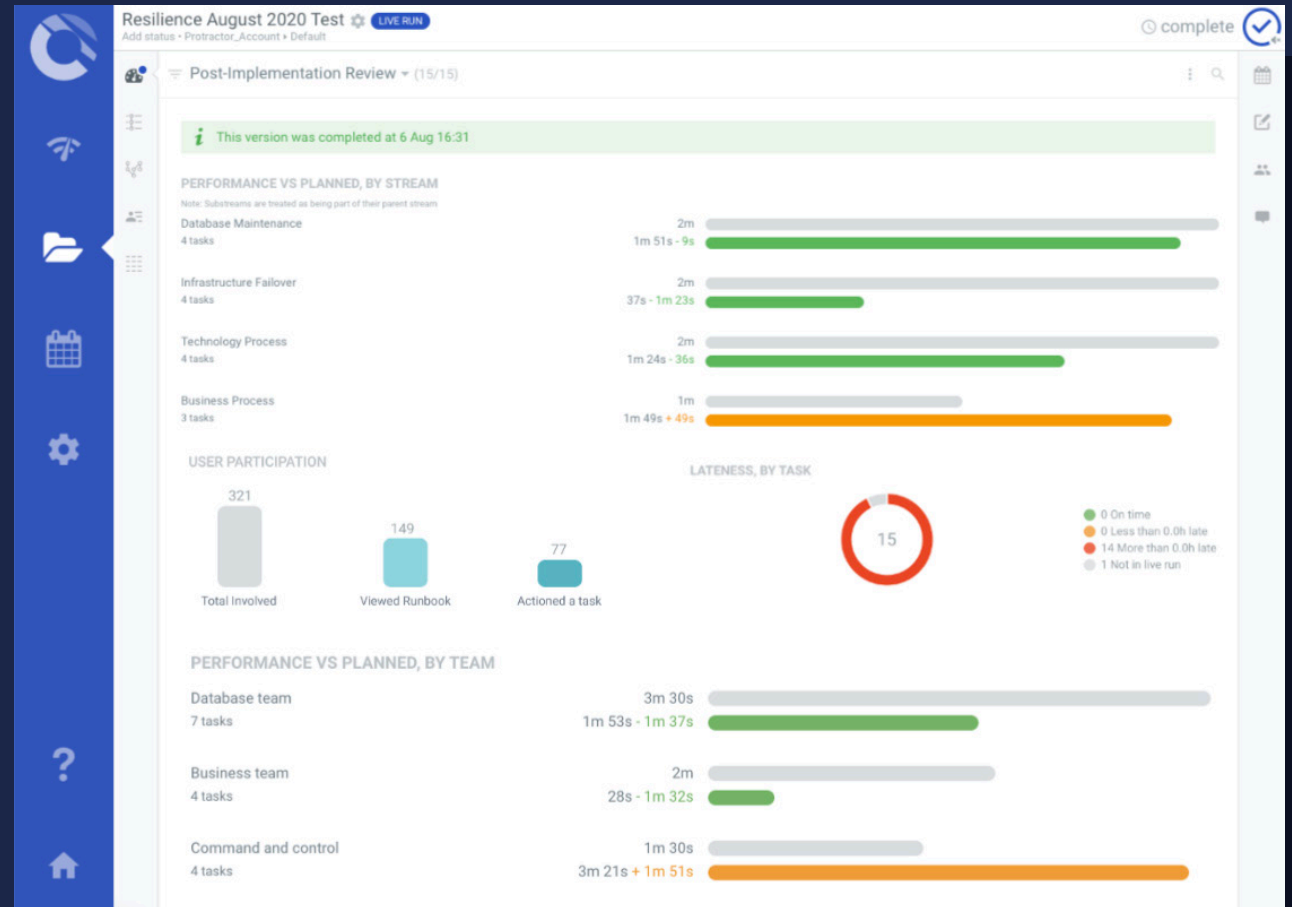 Resilience August 2020 Test LIVE RUN
Add status • Protractor_Account ▸ Default
complete
Post-Implementation Review (15/15)
i This version was completed at 6 Aug 16:31
PERFORMANCE VS PLANNED, BY STREAM
Note: Substreams are treated as being part of their parent stream
Database Maintenance 2m
4 tasks 1m 51s - 9s
Infrastructure Failover 2m
4 tasks 37s - 1m 23s
Technology Process 2m
4 tasks 1m 24s - 36s
Business Process 1m
3 tasks 1m 49s + 49s
USER PARTICIPATION
321
149
77
Total Involved Viewed Runbook Actioned a task
LATENESS, BY TASK
15
0 On time
0 Less than 0.0h late
14 More than 0.0h late
1 Not in live run
PERFORMANCE VS PLANNED, BY TEAM
Database team 3m 30s
7 tasks 1m 53s - 1m 37s
Business team 2m
4 tasks 28s - 1m 32s
Command and control 1m 30s
4 tasks 3m 21s + 1m 51s
?